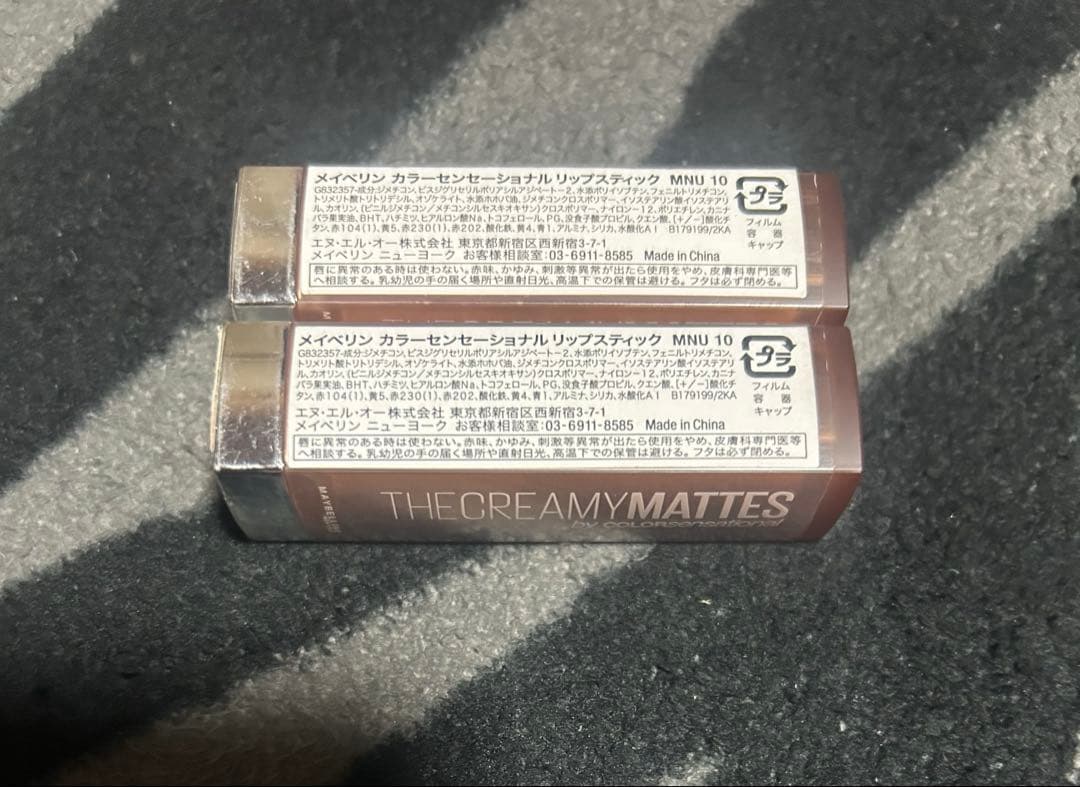 メイベリン カラーセンセーショナル リップスティック MNU 10
G832357-成分:ジメチコン,ビスジグリセリルポリアシルアジペート-2,水添ポリイソブテン,フェニルトリメチコン,
トリメリト酸トリトリデシル,オゾケライト,水添ホホバ油,ジメチコンクロスポリマー,イソステアリン酸イソステアリ
ル,カオリン,(ビニルジメチコン/メチコンシルセスキオキサン)クロスポリマー,ナイロン-12,ポリエチレン,カニナ
バラ果実油,BHT,ハチミツ,ヒアルロン酸Na,トコフェロール,PG,没食子酸プロピル,クエン酸,[+/-]酸化チ
タン,赤104(1),黄5,赤230(1),赤202,酸化鉄,黄4,青1,アルミナ,シリカ,水酸化Al B179199/2KA
エヌ・エル・オー株式会社 東京都新宿区西新宿3-7-1
メイベリン ニューヨーク お客様相談室:03-6911-8585 Made in China
唇に異常のある時は使わない。赤味、かゆみ、刺激等異常が出たら使用をやめ、皮膚科専門医等
へ相談する。乳幼児の手の届く場所や直射日光、高温下での保管は避ける。フタは必ず閉める。
プラ
フィルム
容器
キャップ
メイベリン カラーセンセーショナル リップスティック MNU 10
G832357-成分:ジメチコン,ビスジグリセリルポリアシルアジペート-2,水添ポリイソブテン,フェニルトリメチコン,
トリメリト酸トリトリデシル,オゾケライト,水添ホホバ油,ジメチコンクロスポリマー,イソステアリン酸イソステアリ
ル,カオリン,(ビニルジメチコン/メチコンシルセスキオキサン)クロスポリマー,ナイロン-12,ポリエチレン,カニナ
バラ果実油,BHT,ハチミツ,ヒアルロン酸Na,トコフェロール,PG,没食子酸プロピル,クエン酸,[+/-]酸化チ
タン,赤104(1),黄5,赤230(1),赤202,酸化鉄,黄4,青1,アルミナ,シリカ,水酸化Al B179199/2KA
エヌ・エル・オー株式会社 東京都新宿区西新宿3-7-1
メイベリン ニューヨーク お客様相談室:03-6911-8585 Made in China
唇に異常のある時は使わない。赤味、かゆみ、刺激等異常が出たら使用をやめ、皮膚科専門医等
へ相談する。乳幼児の手の届く場所や直射日光、高温下での保管は避ける。フタは必ず閉める。
プラ
フィルム
容器
キャップ
THECREAMYMATTES
by COLORsensational